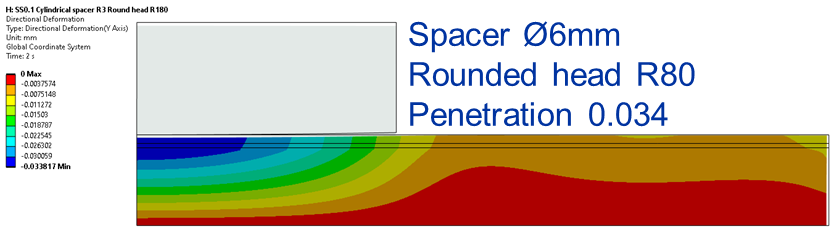 H: SS0.1 Cylindrical spacer R3 Round head R180
Directional Deformation
Type: Directional Deformation(Y Axis)
Unit: mm
Global Coordinate System
Time: 2 s
0 Max
-0.0037574
-0.0075148
-0.011272
-0.01503
-0.018787
-0.022545
-0.026302
-0.030059
-0.033817 Min
Spacer Ø6mm
Rounded head R80
Penetration 0.034